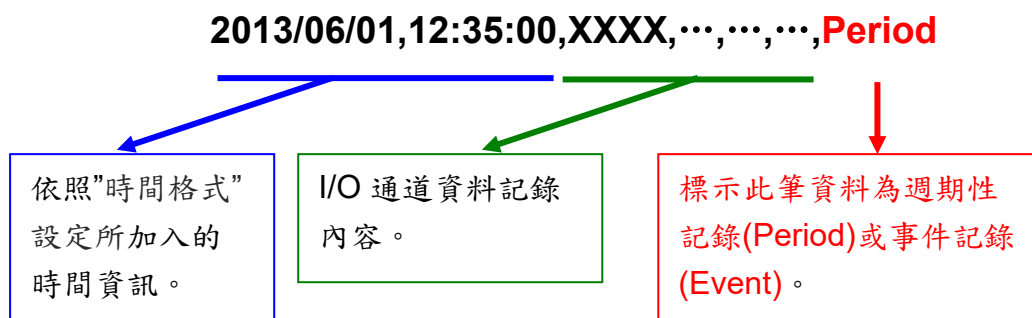 2013/06/01,12:35:00,XXXX,…,…,…,Period
依照”時間格式”
設定所加入的
時間資訊。
I/O 通道資料記錄
內容。
標示此筆資料為週期性
記錄(Period)或事件記錄
(Event)。